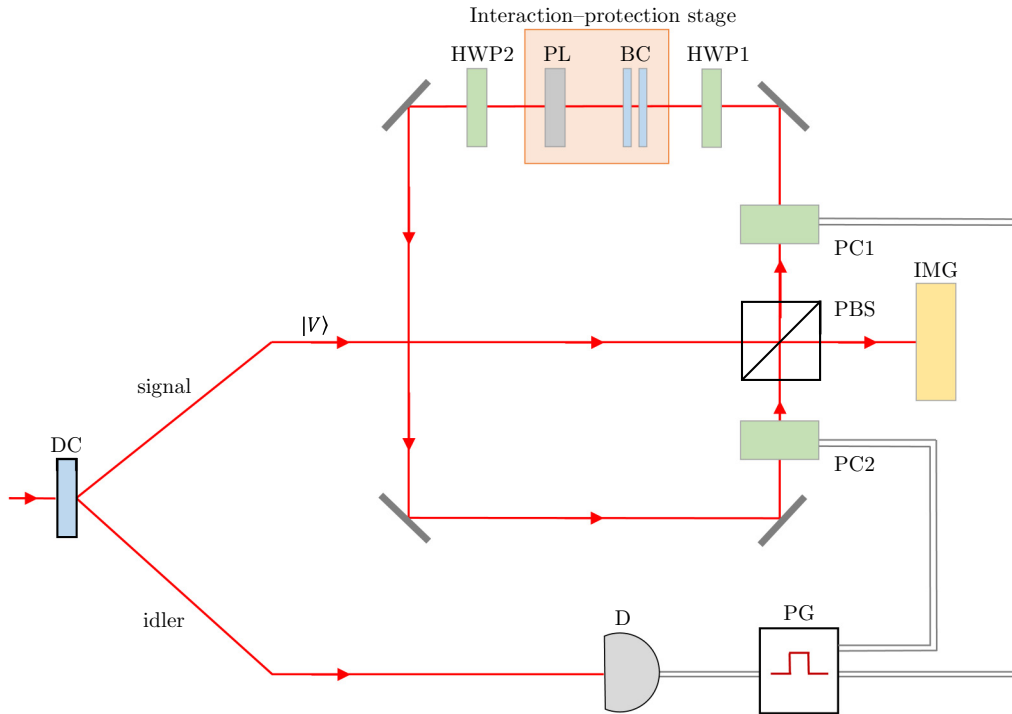 Interaction–protection stage
HWP2
PL
BC
HWP1
PC1
IMG
PBS
|V⟩
signal
DC
PC2
idler
D
PG